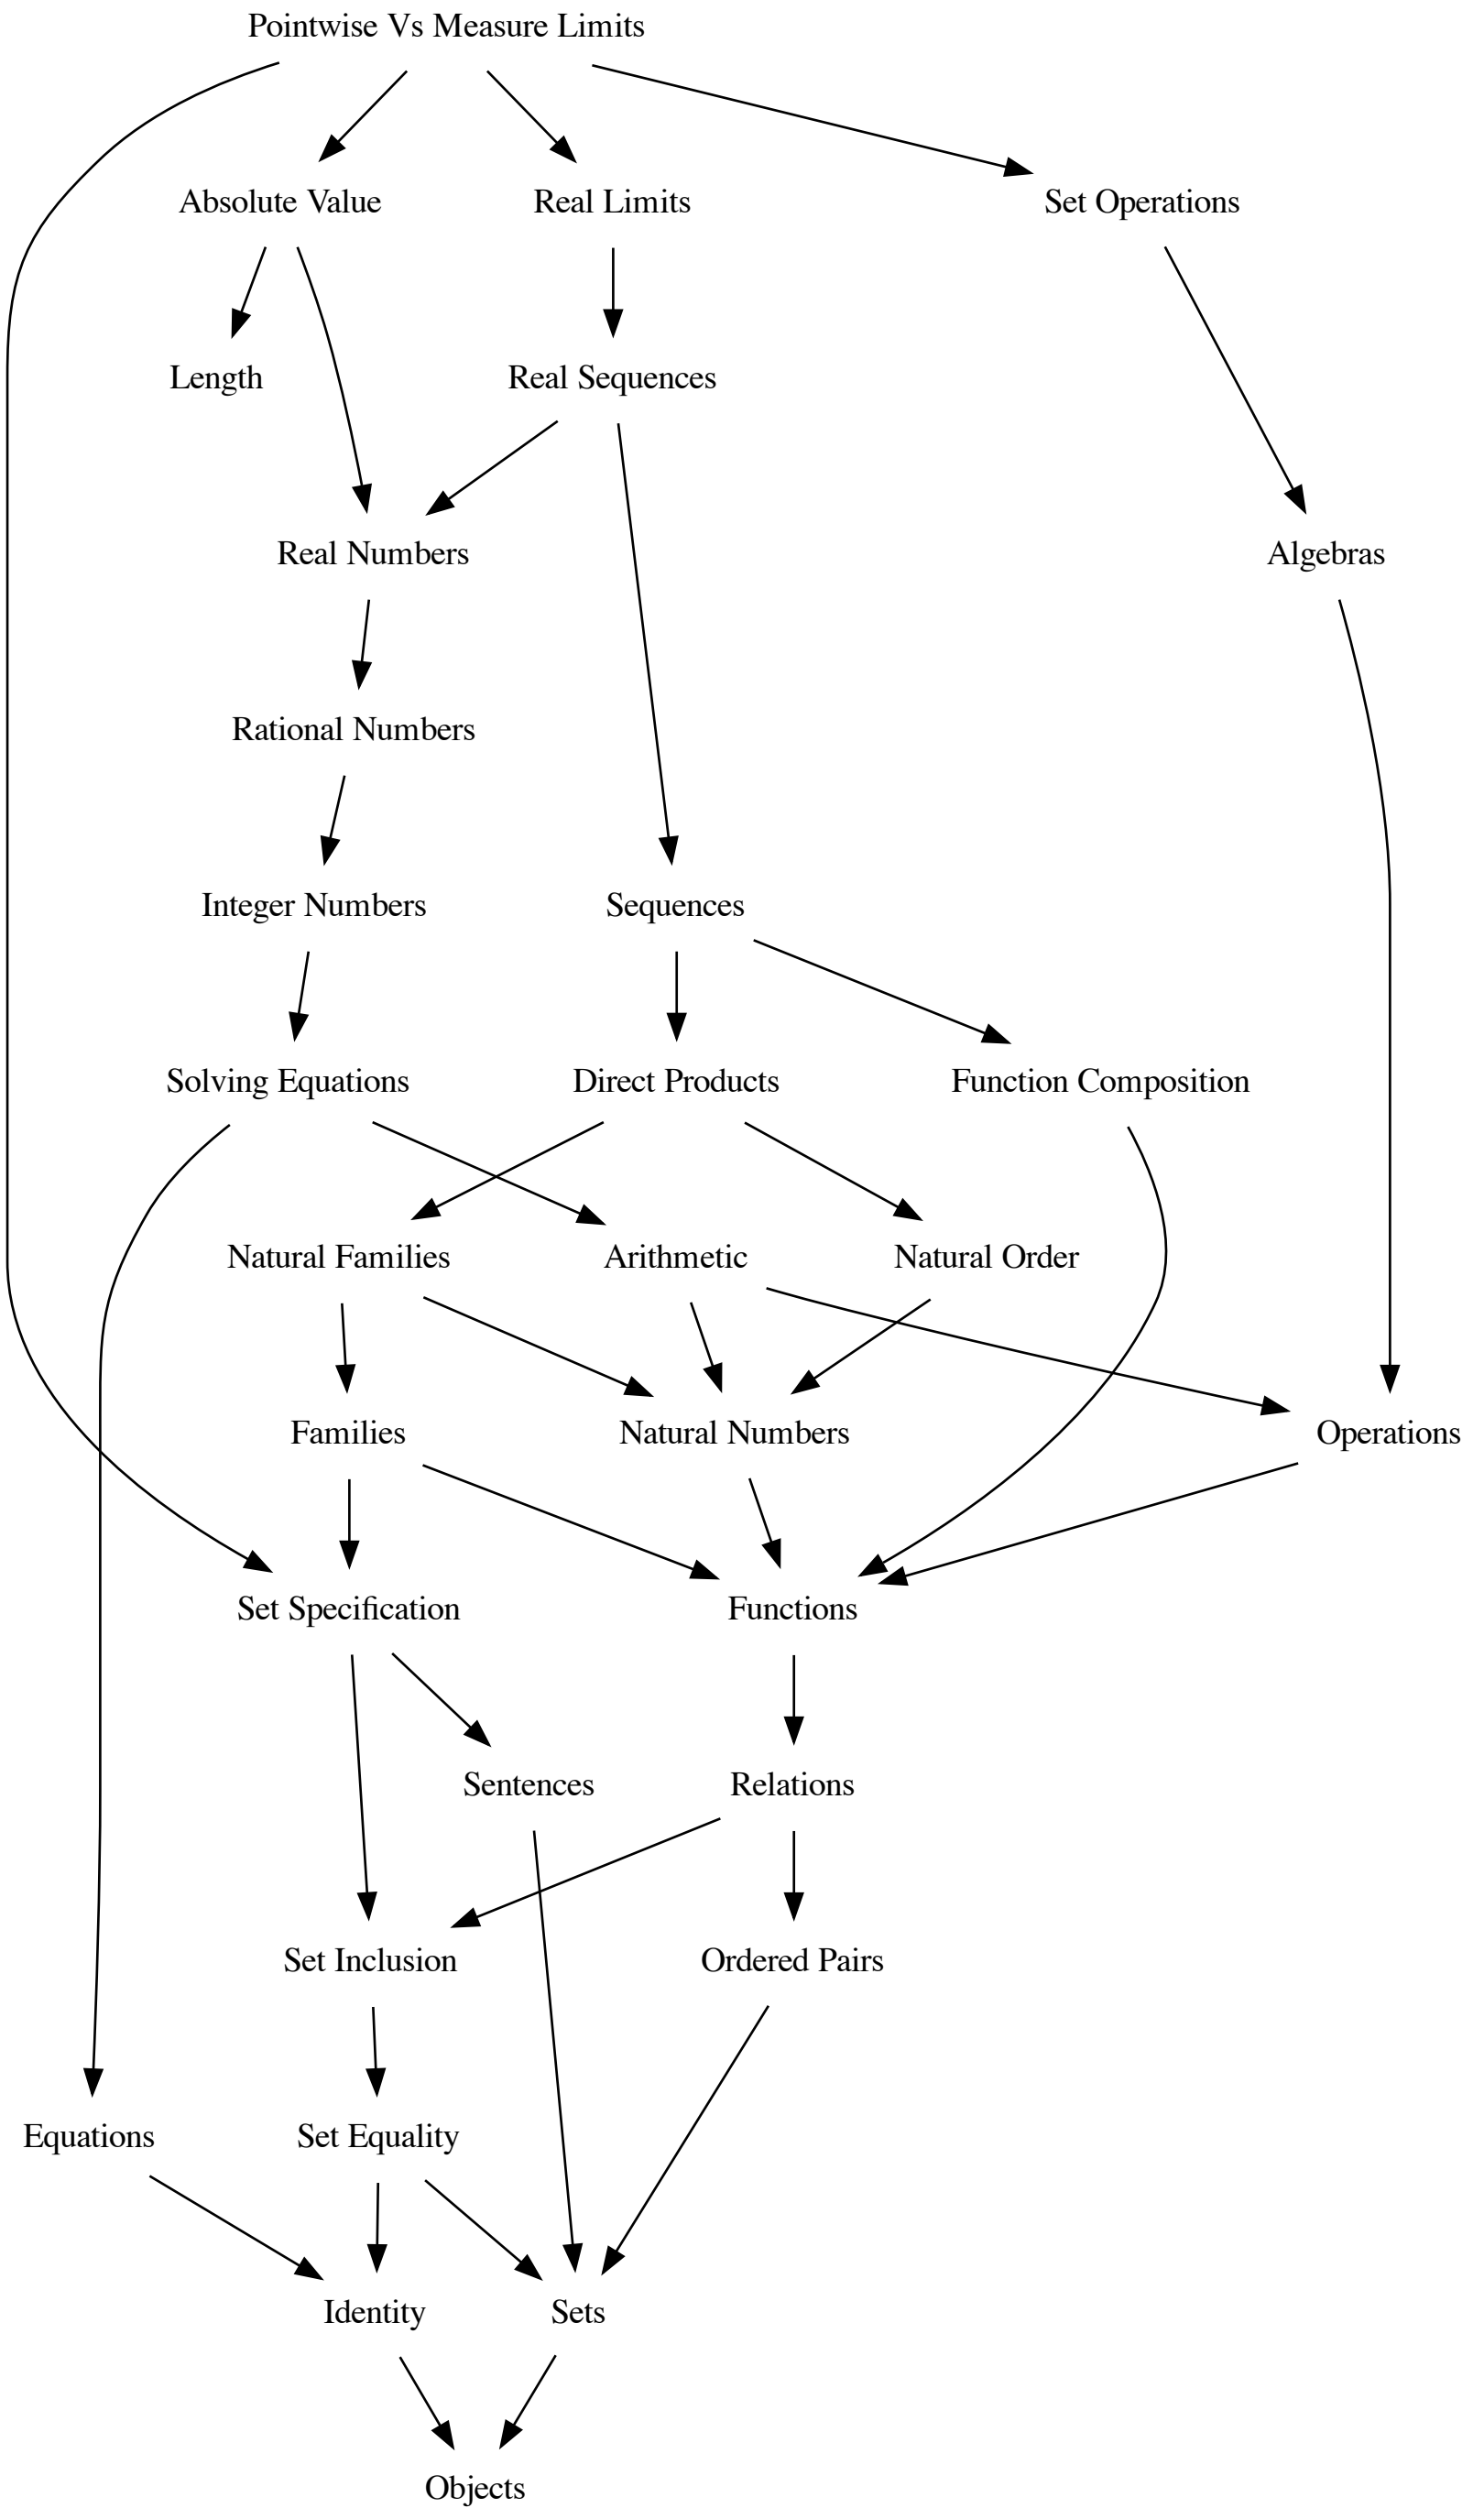 Pointwise Vs Measure Limits
Absolute Value
Real Limits
Set Operations
Length
Real Sequences
Real Numbers
Algebras
Rational Numbers
Integer Numbers
Sequences
Solving Equations
Direct Products
Function Composition
Natural Families
Arithmetic
Natural Order
Families
Natural Numbers
Operations
Set Specification
Functions
Sentences
Relations
Set Inclusion
Ordered Pairs
Equations
Set Equality
Identity
Sets
Objects